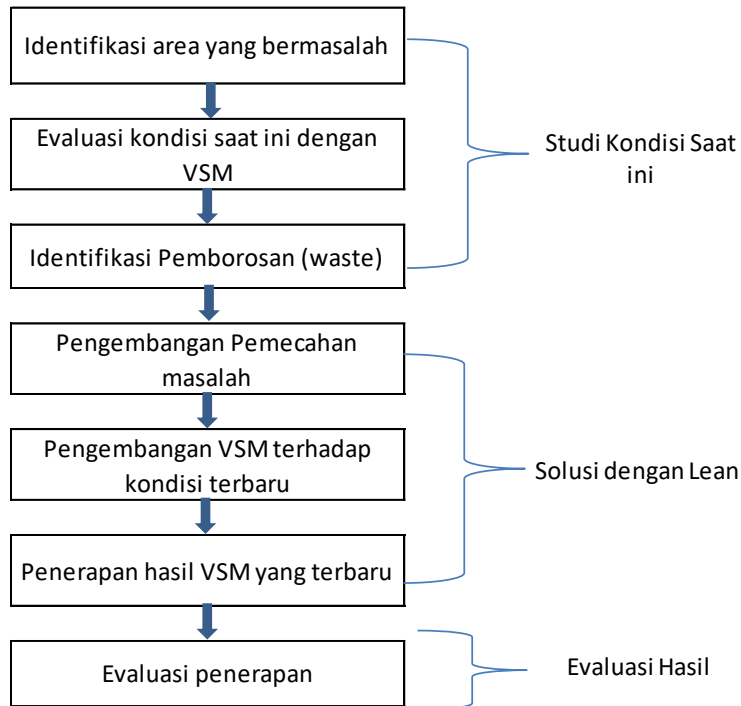 Identifikasi area yang bermasalah
Evaluasi kondisi saat ini dengan
VSM
Identifikasi Pemborosan (waste)
Studi Kondisi Saat
ini
Pengembangan Pemecahan
masalah
Pengembangan VSM terhadap
kondisi terbaru
Penerapan hasil VSM yang terbaru
Solusi dengan Lean
Evaluasi penerapan
Evaluasi Hasil